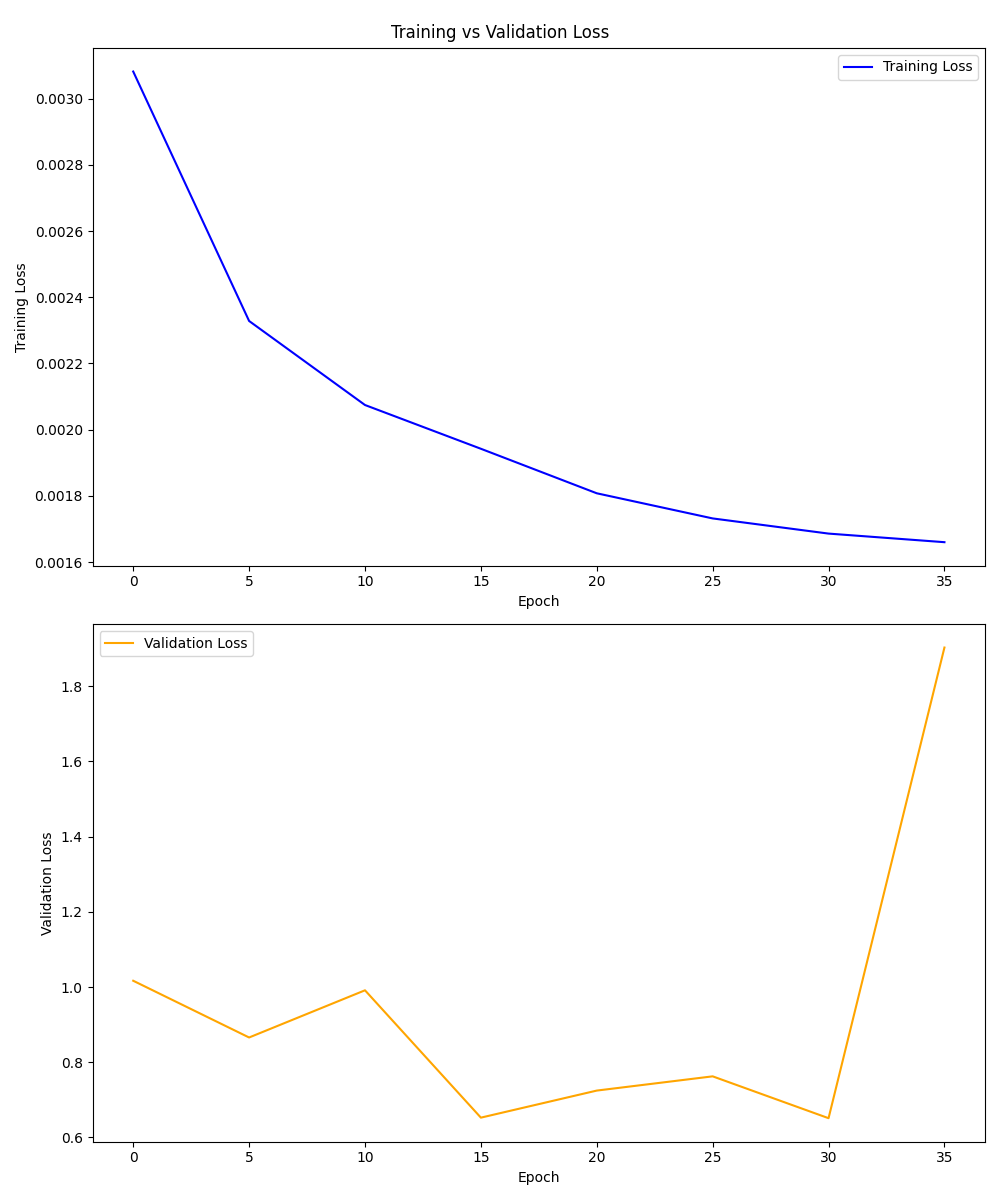 Training vs Validation Loss
Training Loss
0.0030
0.0028
0.0026
0.0024
0.0022
0.0020
0.0018
0.0016
Training Loss
0 5 10 15 20 25 30 35
Epoch
Validation Loss
1.8
1.6
1.4
1.2
1.0
0.8
0.6
Validation Loss
0 5 10 15 20 25 30 35
Epoch